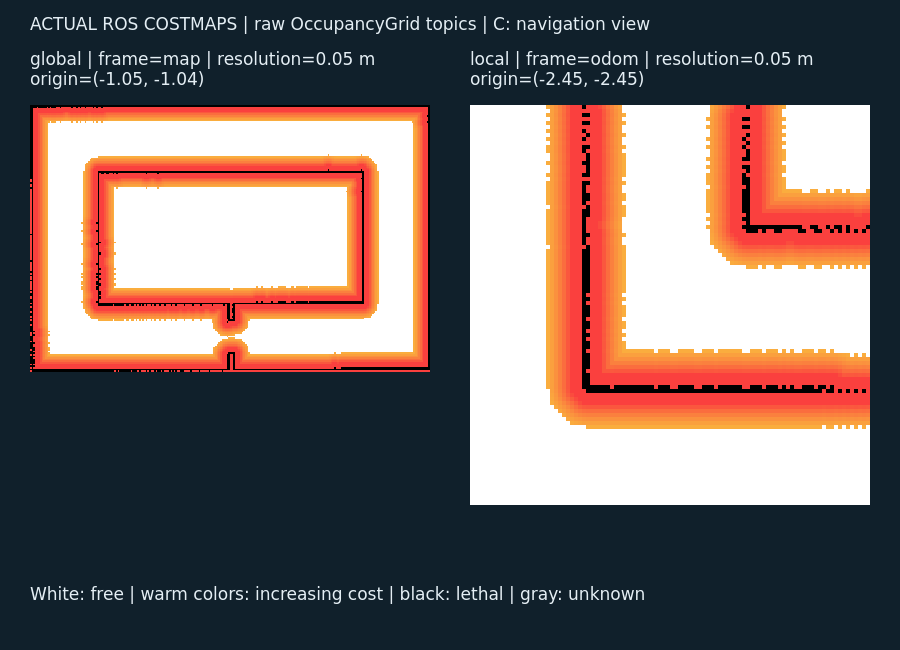 ACTUAL ROS COSTMAPS | raw OccupancyGrid topics | C: navigation view
global | frame=map | resolution=0.05 m
origin=(-1.05, -1.04)
local | frame=odom | resolution=0.05 m
origin=(-2.45, -2.45)
White: free | warm colors: increasing cost | black: lethal | gray: unknown